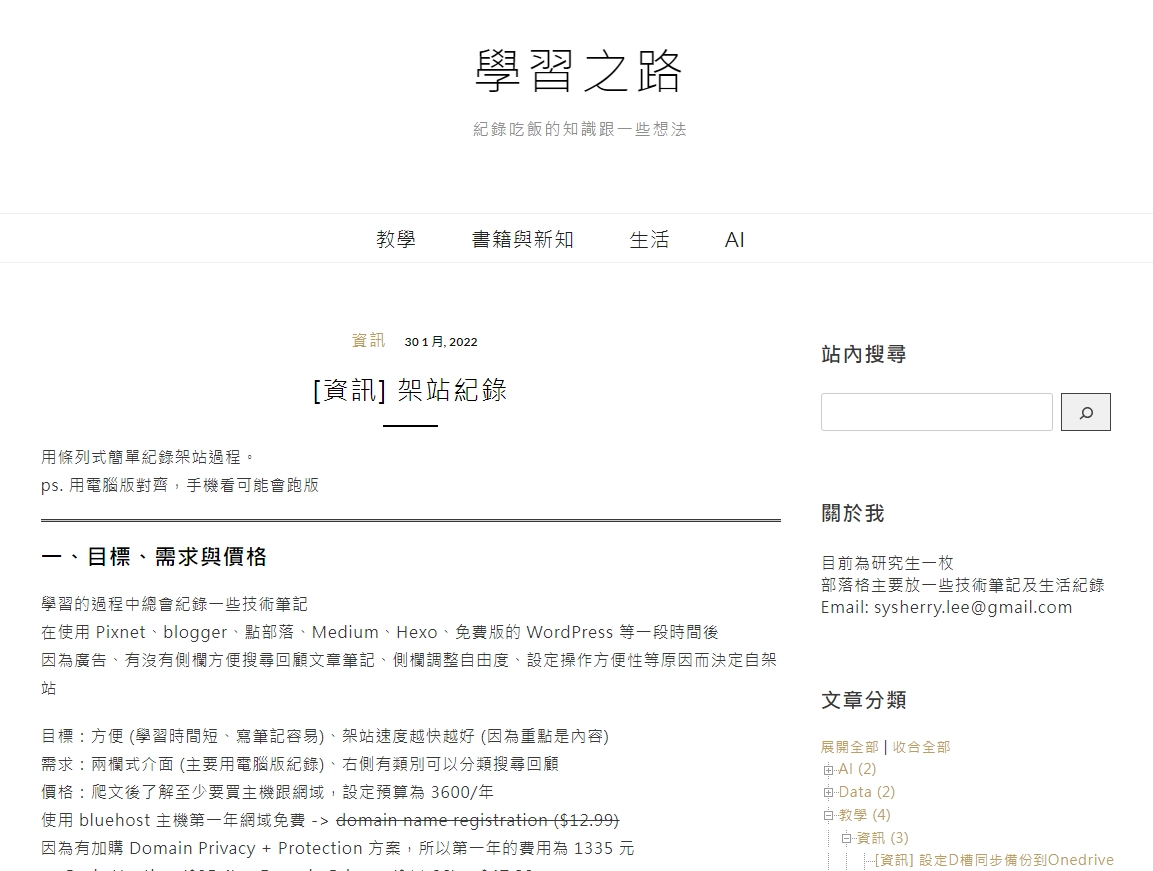 學習之路
紀錄吃飯的知識跟一些想法
教學 書籍與新知 生活 AI
資訊 30 1 月, 2022
[資訊] 架站紀錄
用條列式簡單紀錄架站過程。
ps. 用電腦版對齊，手機看可能會跑版
一、目標、需求與價格
學習的過程中總會紀錄一些技術筆記
在使用 Pixnet、blogger、點部落、Medium、Hexo、免費版的 WordPress 等一段時間後
因為廣告、有沒有側欄方便搜尋回顧文章筆記、側欄調整自由度、設定操作方便性等原因而決定自架
站
目標：方便 (學習時間短、寫筆記容易)、架站速度越快越好 (因為重點是內容)
需求：兩欄式介面 (主要用電腦版紀錄)、右側有類別可以分類搜尋回顧
價格：爬文後了解至少要買主機跟網域，設定預算為 3600/年
使用 bluehost 主機第一年網域免費 -> domain name registration ($12.99)
因為有加購 Domain Privacy + Protection 方案，所以第一年的費用為 1335 元
站內搜尋
關於我
目前為研究生一枚
部落格主要放一些技術筆記及生活紀錄
Email: sysherry.lee@gmail.com
文章分類
展開全部 | 收合全部
AI (2)
Data (2)
教學 (4)
資訊 (3)
[資訊] 設定D槽同步備份到Onedrive